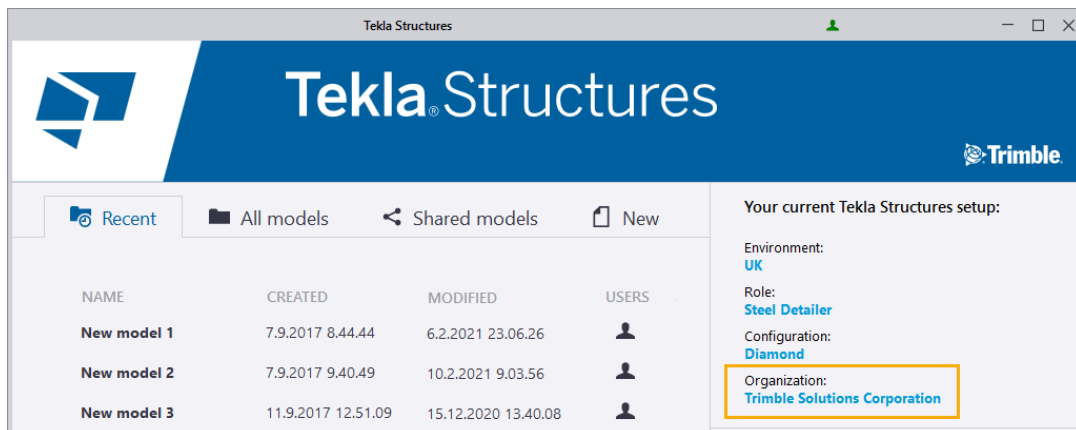 Tekla Structures
Tekla® Structures
Trimble.
Recent All models Shared models New
NAME CREATED MODIFIED USERS
New model 1 7.9.2017 8.44.44 6.2.2021 23.06.26
New model 2 7.9.2017 9.40.49 10.2.2021 9.03.56
New model 3 11.9.2017 12.51.09 15.12.2020 13.40.08
Your current Tekla Structures setup:
Environment:
UK
Role:
Steel Detailer
Configuration:
Diamond
Organization:
Trimble Solutions Corporation